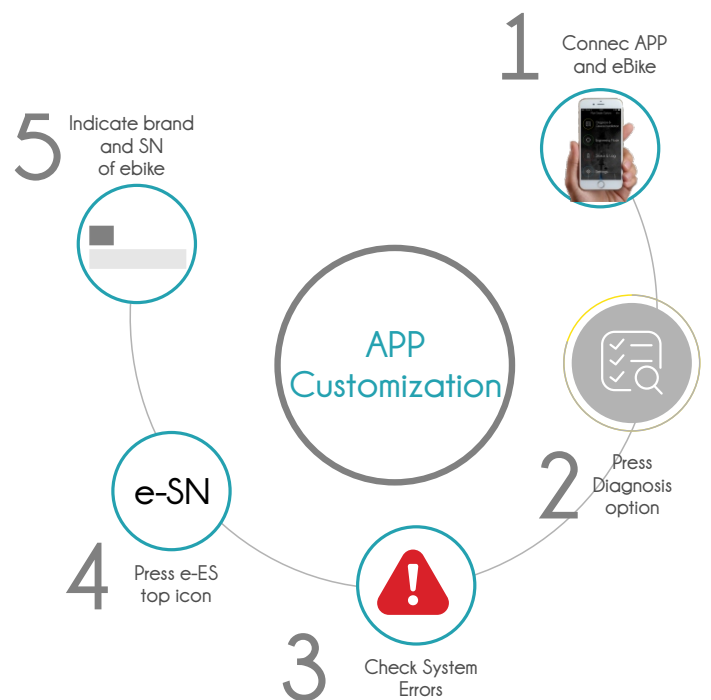 1
Connec APP
and eBike
2
Press
Diagnosis
option
3
Check System
Errors
4
e-SN
Press e-ES
top icon
5
Indicate brand
and SN
of ebike
APP
Customization